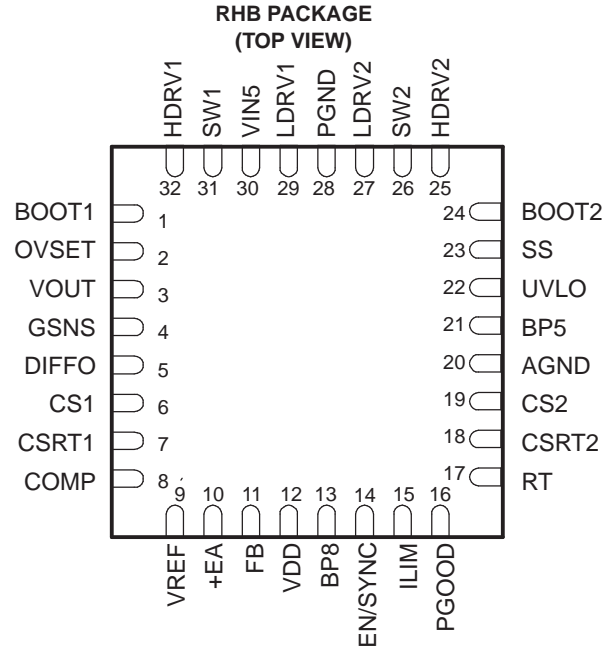 RHB PACKAGE
(TOP VIEW)
HDRV1
SW1
VIN5
LDRV1
PGND
LDRV2
SW2
HDRV2
32 31 30 29 28 27 26 25
BOOT1 1
OVSET 2
VOUT 3
GSNS 4
DIFFO 5
CS1 6
CSRT1 7
COMP 8
24 BOOT2
23 SS
22 UVLO
21 BP5
20 AGND
19 CS2
18 CSRT2
17 RT
9 10 11 12 13 14 15 16
VREF
+EA
FB
VDD
BP8
EN/SYNC
ILIM
PGOOD